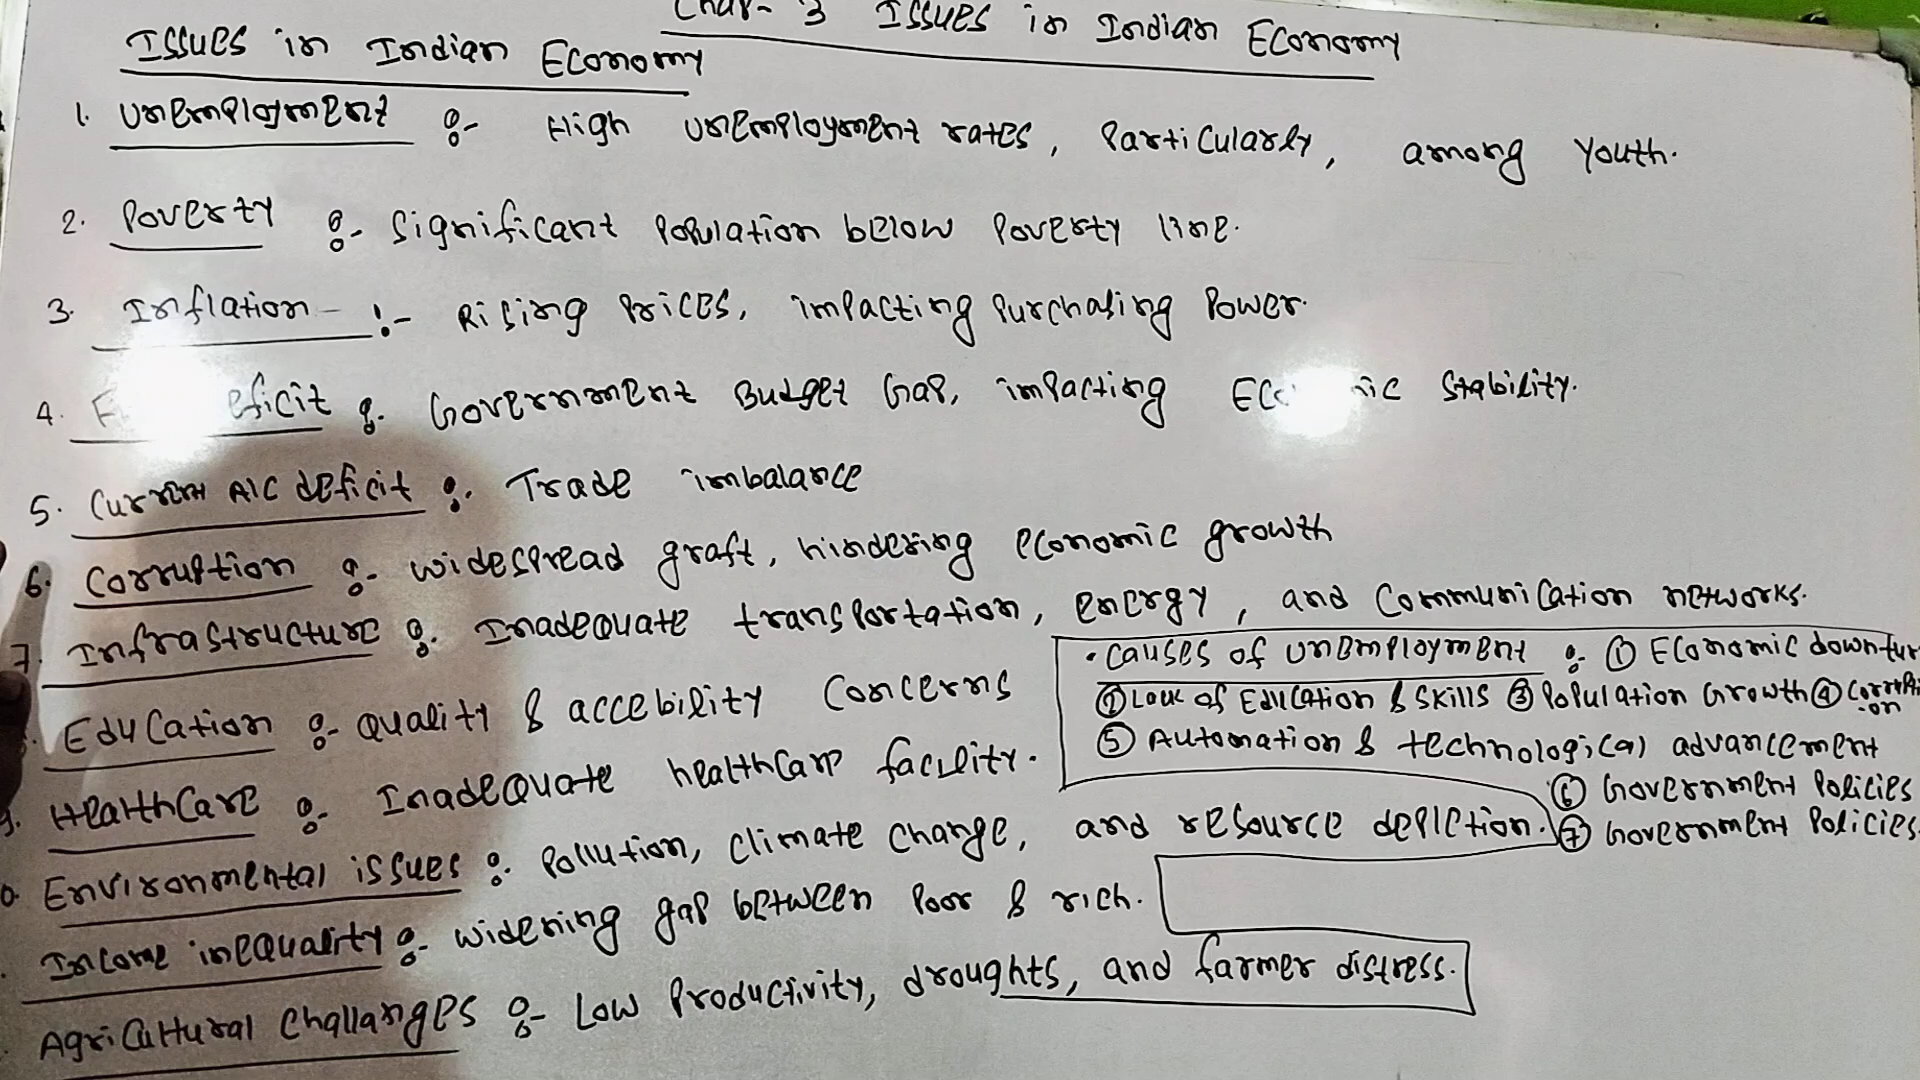 Chap- 3 Issues in Indian Economy
Issues in Indian Economy
1. Unemployment :- High unemployment rates, Particularly, among Youth.
2. Poverty :- Significant Population below Poverty line.
3. Inflation - :- Rising Prices, impacting Purchasing Power.
4. :- Government Budget Gap, impacting Stability.
5. Current A/C deficit :- Trade imbalance
6. Corruption :- widespread graft, hindering economic growth
7. Infrastructure :- Inadequate transportation, energy, and Communication networks.
Education :- quality & accebility concerns
Healthcare :- Inadequate healthcare facility.
Environmental issues :- Pollution, Climate Change, and resource depletion.
Income inequality :- widening gap between Poor & rich.
Agricultural Challanges :- Low Productivity, droughts, and farmer distress.
• Causes of Unemployment :- ① Economic
② Lack of Education & Skills ③ Population Growth ④ Corruption
⑤ Automation & technological advancement
⑥ Government Policies
⑦ Government Policies.